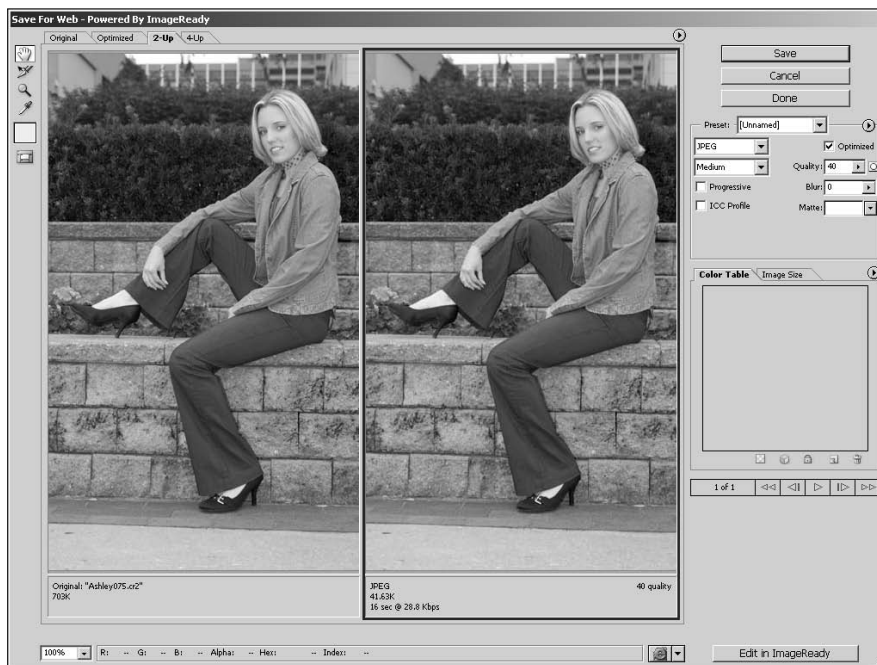 Save For Web - Powered By ImageReady
Original
Optimized
2-Up
4-Up
Save
Cancel
Done
Preset: [Unnamed]
JPEG
Optimized
Medium
Quality: 40
Progressive
Blur: 0
ICC Profile
Matte:
Color Table
Image Size
1 of 1
Original: "Ashley075.cr2"
703K
JPEG
40 quality
41.63K
16 sec @ 28.8 Kbps
100%
R: -- G: -- B: -- Alpha: -- Hex: -- Index: --
Edit in ImageReady